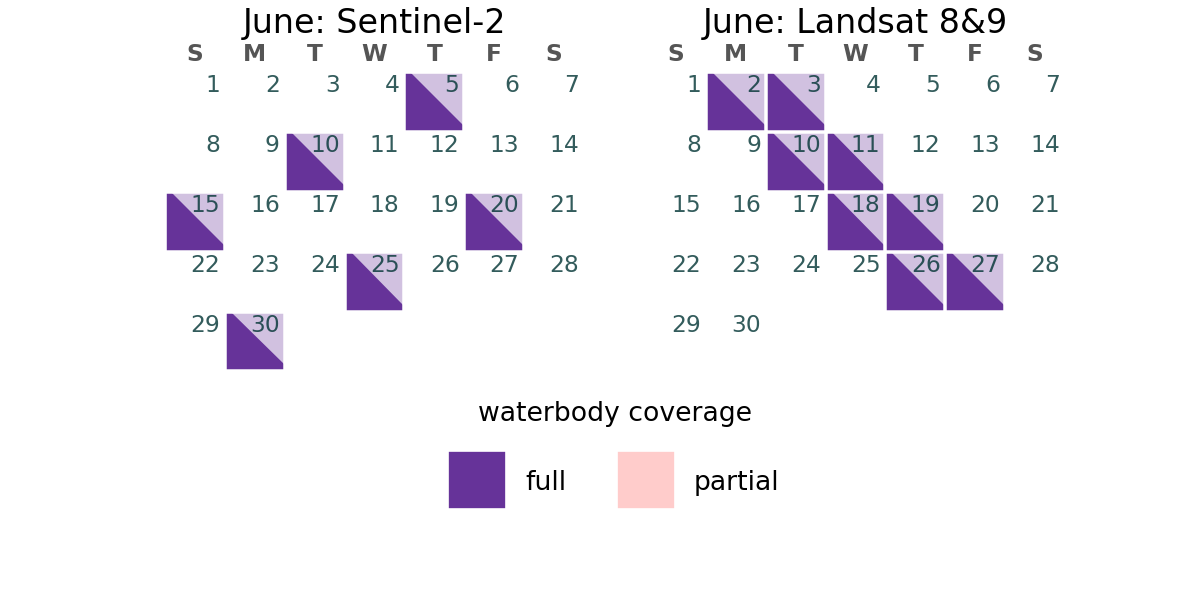 June: Sentinel-2
S M T W T F S
1 2 3 4 5 6 7
8 9 10 11 12 13 14
15 16 17 18 19 20 21
22 23 24 25 26 27 28
29 30
June: Landsat 8&9
S M T W T F S
1 2 3 4 5 6 7
8 9 10 11 12 13 14
15 16 17 18 19 20 21
22 23 24 25 26 27 28
29 30
waterbody coverage
full
partial